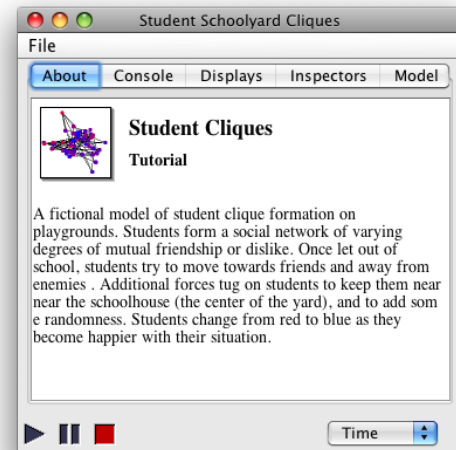 Student Schoolyard Cliques
File
About Console Displays Inspectors Model
Student Cliques
Tutorial
A fictional model of student clique formation on
playgrounds. Students form a social network of varying
degrees of mutual friendship or dislike. Once let out of
school, students try to move towards friends and away from
enemies . Additional forces tug on students to keep them near
near the schoolhouse (the center of the yard), and to add som
e randomness. Students change from red to blue as they
become happier with their situation.
Time